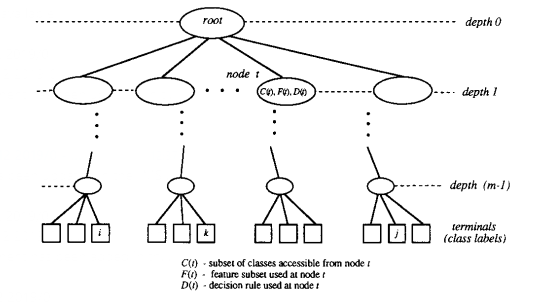 root
depth 0
node t
C(t), F(t), D(t)
depth 1
depth (m-1)
i
k
j
terminals
(class labels)
C(t) - subset of classes accessible from node t
F(t) - feature subset used at node t
D(t) - decision rule used at node t